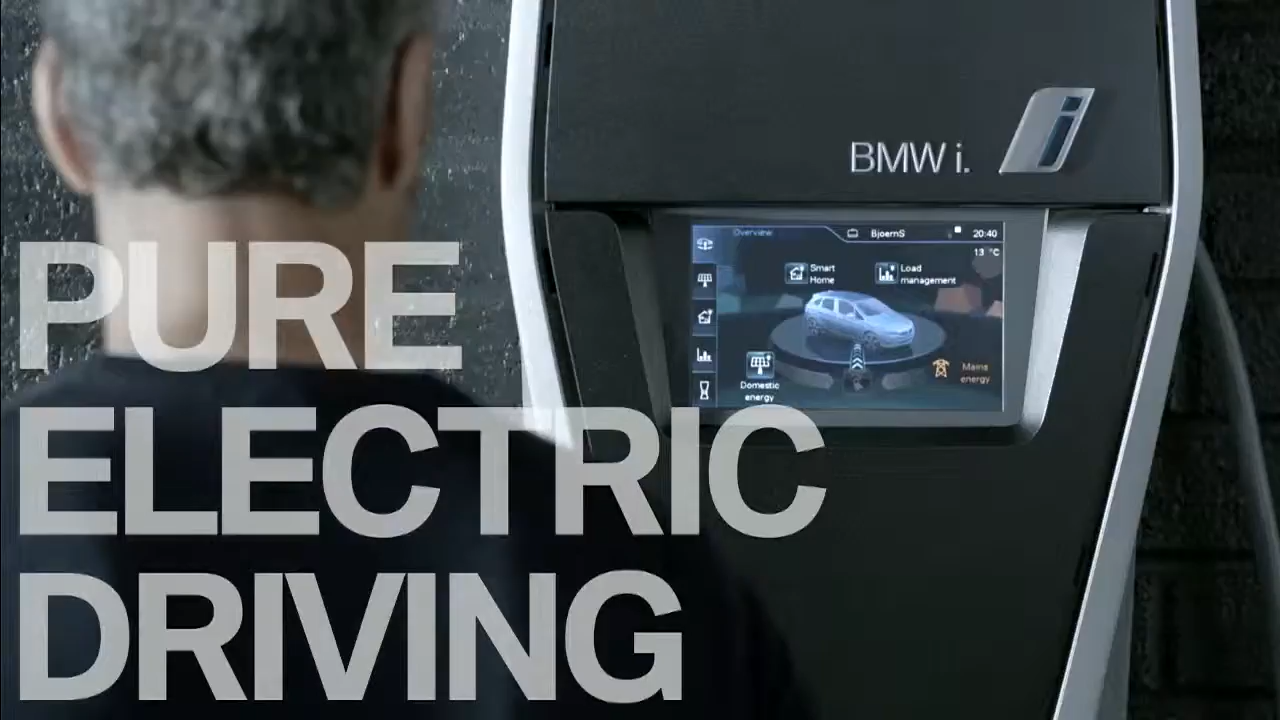 BMW i.
Overview
BjoernS
20:40
13 °C
Smart
Home
Load
management
Domestic
energy
Mains
energy
PURE
ELECTRIC
DRIVING